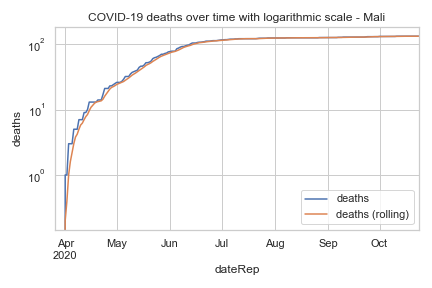 COVID-19 deaths over time with logarithmic scale - Mali
deaths
10²
10¹
10⁰
deaths
deaths (rolling)
Apr
2020
May
Jun
Jul
Aug
Sep
Oct
dateRep